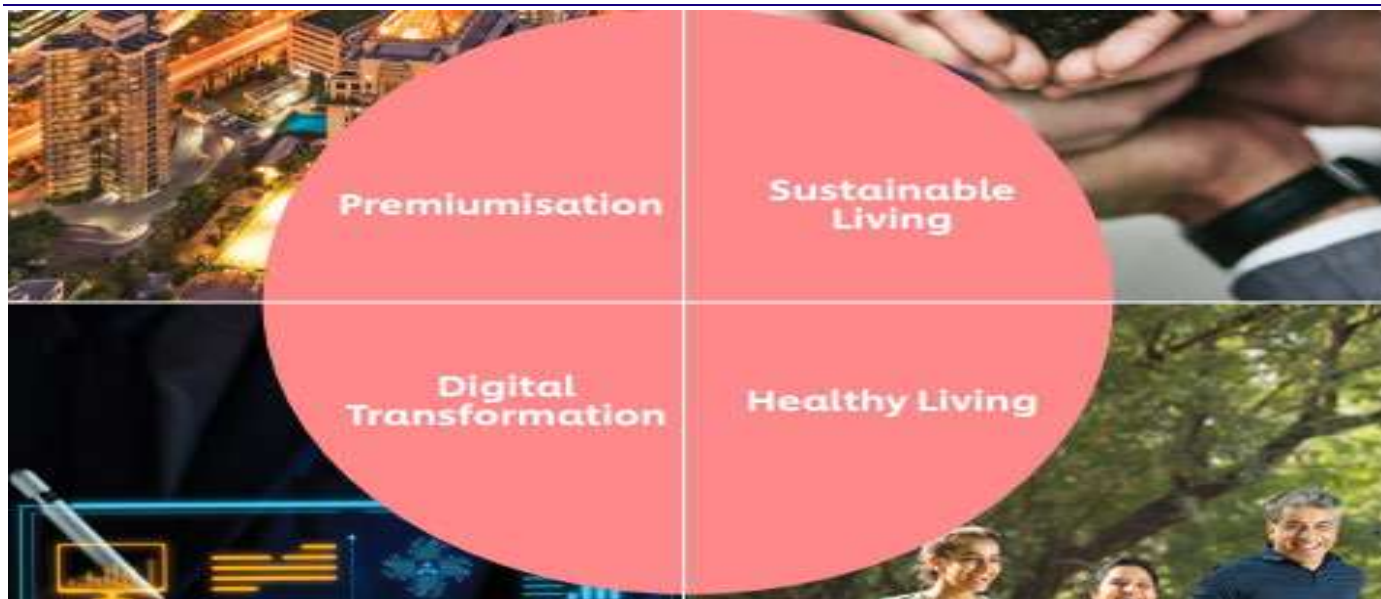 Premiumisation
Sustainable
Living
Digital
Transformation
Healthy Living